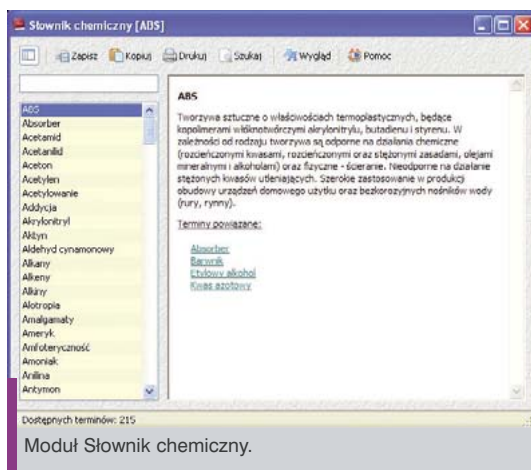 Słownik chemiczny [ABS]
Zapisz Kopiuj Drukuj Szukaj Wygląd Pomoc
ABS
Absorber
Acetamid
Acetanilid
Aceton
Acetylen
Acetylowanie
Addycja
Akrylonitryl
Aktyn
Aldehyd cynamonowy
Alkany
Alkeny
Alkiny
Alotropia
Amalgamaty
Ameryk
Amfoteryczność
Amoniak
Anilina
Antymon
ABS
Tworzywa sztuczne o właściwościach termoplastycznych, będące
kopolimerami włóknotwórczymi akrylonitrylu, butadienu i styrenu. W
zależności od rodzaju tworzywa są odporne na działania chemiczne
(rozcieńczonymi kwasami, rozcieńczonymi oraz stężonymi zasadami, olejami
mineralnymi i alkoholami) oraz fizyczne - ścieranie. Nieodporne na działanie
stężonych kwasów utleniających. Szerokie zastosowanie w produkcji
obudowy urządzeń domowego użytku oraz bezkorozyjnych nośników wody
(rury, rynny).
Terminy powiązane:
Absorber
Barwnik
Etylowy alkohol
Kwas azotowy
Dostępnych terminów: 215
Moduł Słownik chemiczny.